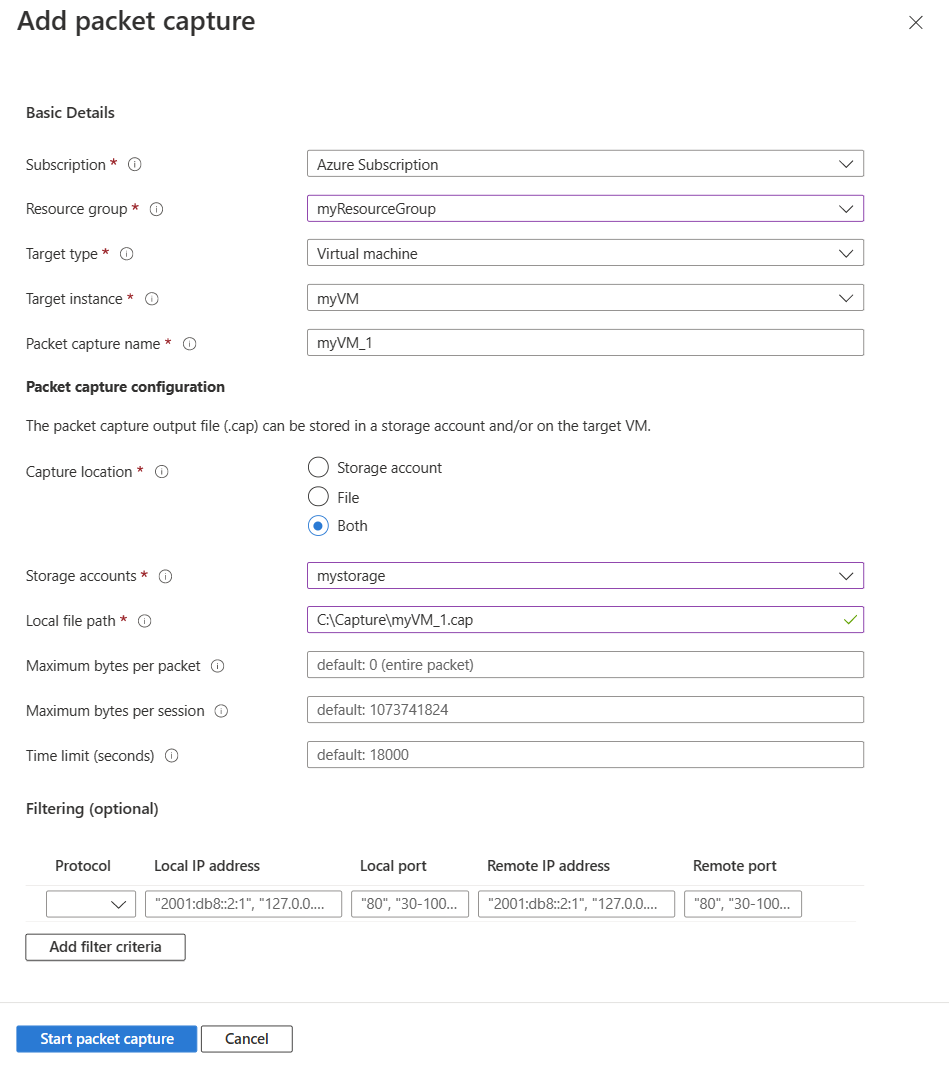 Add packet capture
Basic Details
Subscription * Azure Subscription
Resource group * myResourceGroup
Target type * Virtual machine
Target instance * myVM
Packet capture name * myVM_1
Packet capture configuration
The packet capture output file (.cap) can be stored in a storage account and/or on the target VM.
Capture location * Storage account
File
Both
Storage accounts * mystorage
Local file path * C:\Capture\myVM_1.cap
Maximum bytes per packet default: 0 (entire packet)
Maximum bytes per session default: 1073741824
Time limit (seconds) default: 18000
Filtering (optional)
Protocol Local IP address Local port Remote IP address Remote port
"2001:db8::2:1", "127.0.0.... "80", "30-100... "2001:db8::2:1", "127.0.0.... "80", "30-100...
Add filter criteria
Start packet capture Cancel